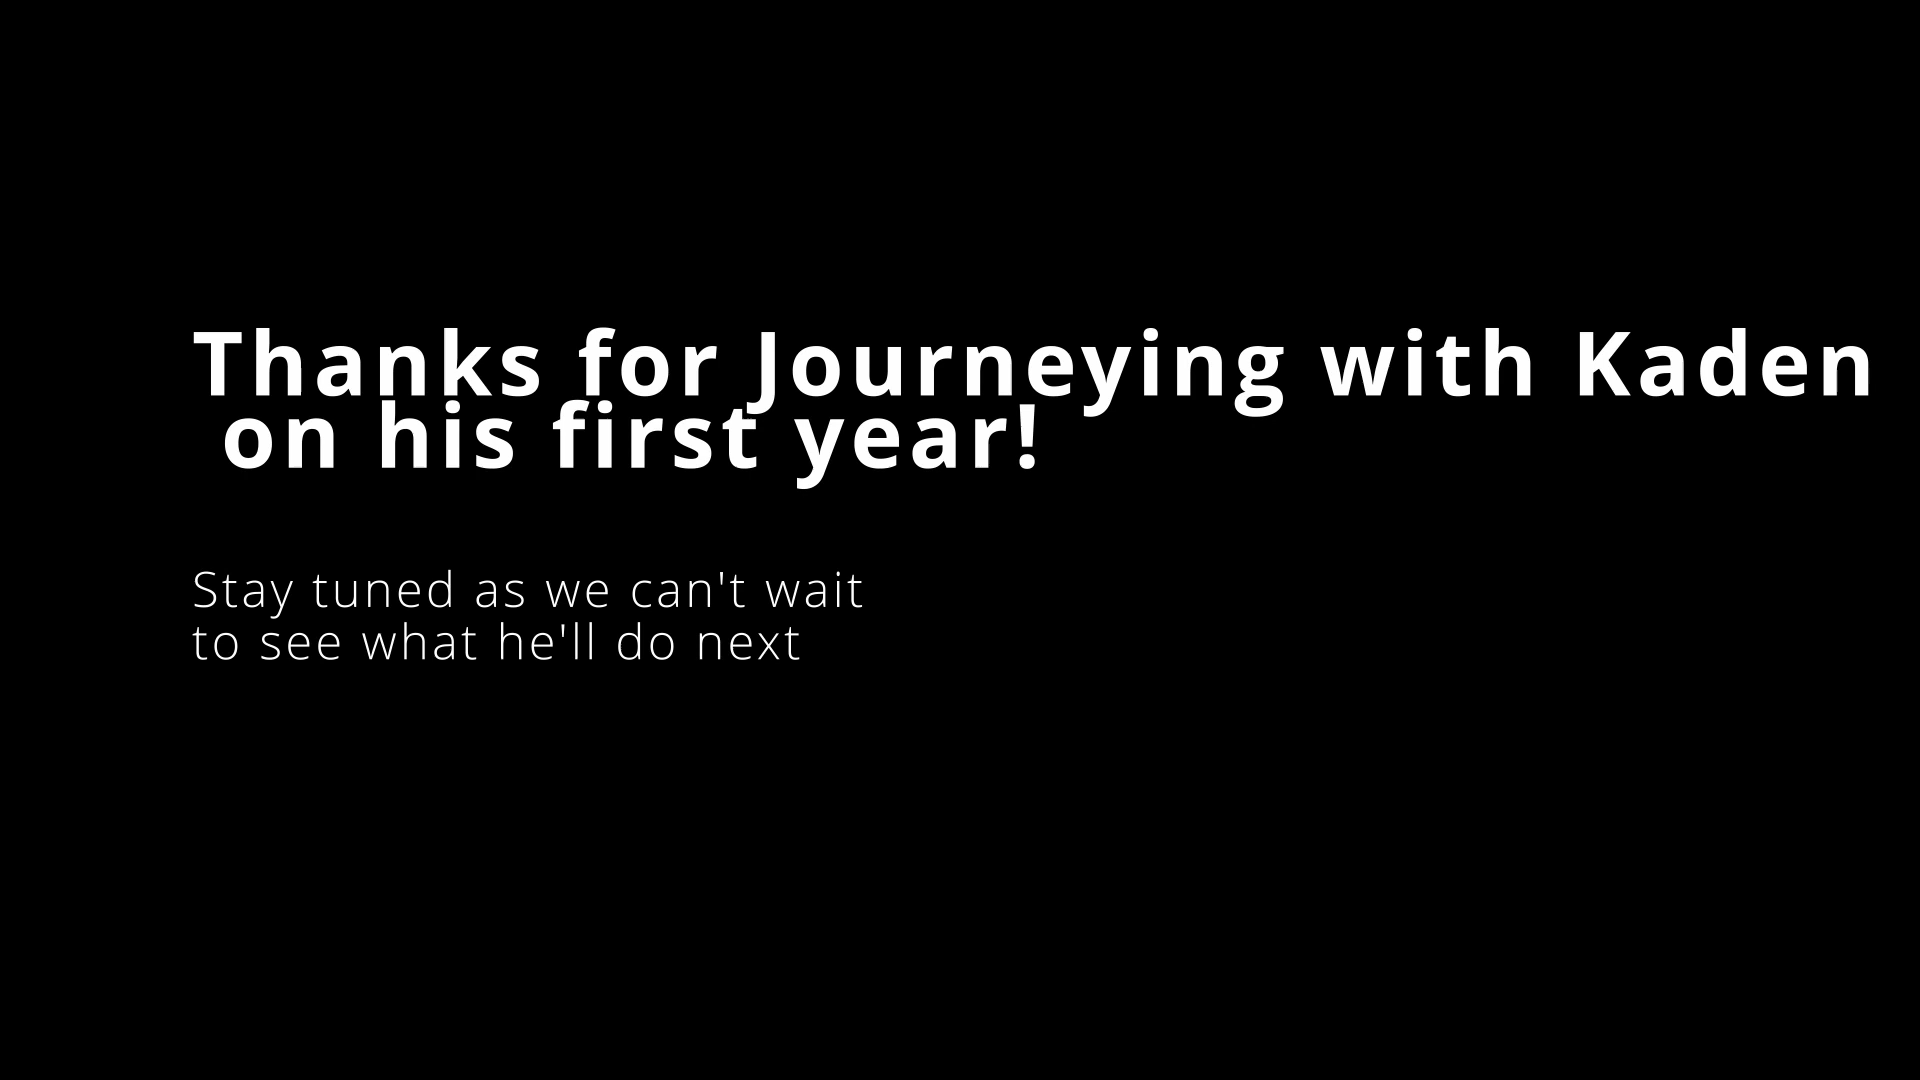 Thanks for Journeying with Kaden
on his first year!
Stay tuned as we can't wait
to see what he'll do next